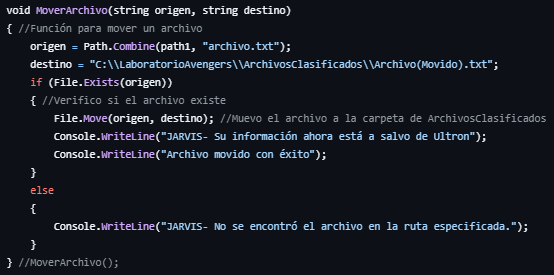 void MoverArchivo(string origen, string destino)
{ //Función para mover un archivo
    origen = Path.Combine(path1, "archivo.txt");
    destino = "C:\\LaboratorioAvengers\\ArchivosClasificados\\Archivo(Movido).txt";
    if (File.Exists(origen))
    { //Verifico si el archivo existe
        File.Move(origen, destino); //Muevo el archivo a la carpeta de ArchivosClasificados
        Console.WriteLine("JARVIS- Su información ahora está a salvo de Ultron");
        Console.WriteLine("Archivo movido con éxito");
    }
    else
    {
        Console.WriteLine("JARVIS- No se encontró el archivo en la ruta especificada.");
    }
} //MoverArchivo();